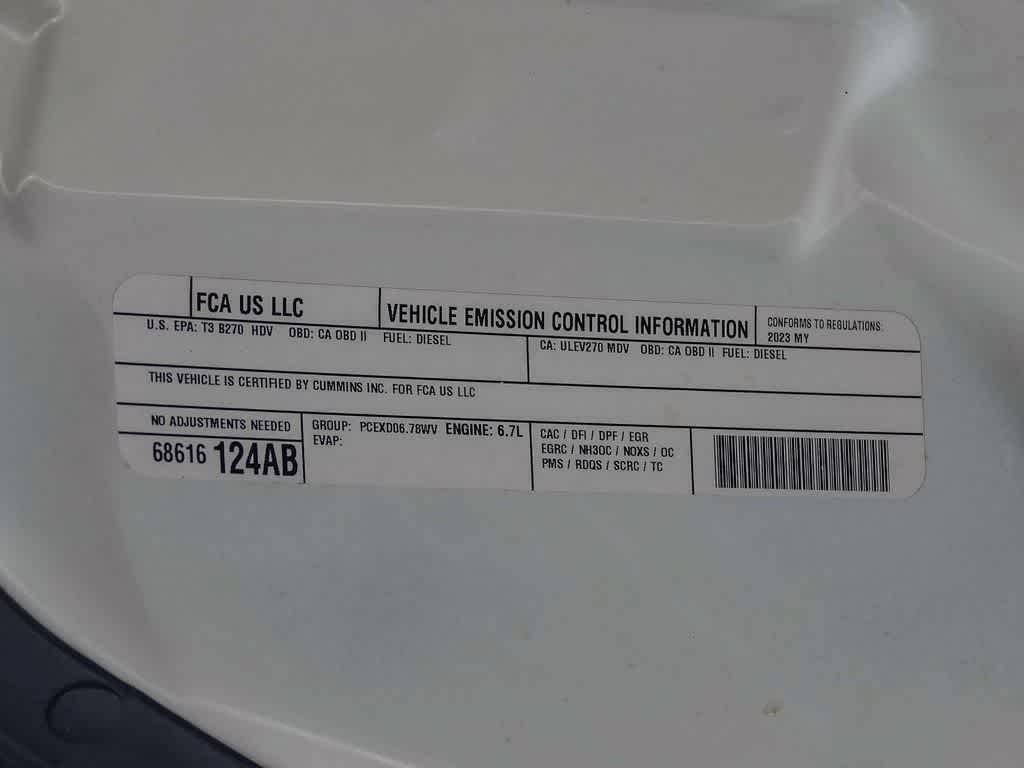 FCA US LLC
VEHICLE EMISSION CONTROL INFORMATION
CONFORMS TO REGULATIONS:
2023 MY
U.S. EPA: T3 B270 HDV OBD: CA OBD II FUEL: DIESEL
CA: ULEV270 MDV OBD: CA OBD II FUEL: DIESEL
THIS VEHICLE IS CERTIFIED BY CUMMINS INC. FOR FCA US LLC
NO ADJUSTMENTS NEEDED
68616 124AB
GROUP: PCEXD06.78WV ENGINE: 6.7L
EVAP:
CAC / DFI / DPF / EGR
EGRC / NH3OC / NOXS / OC
PMS / RDQS / SCRC / TC